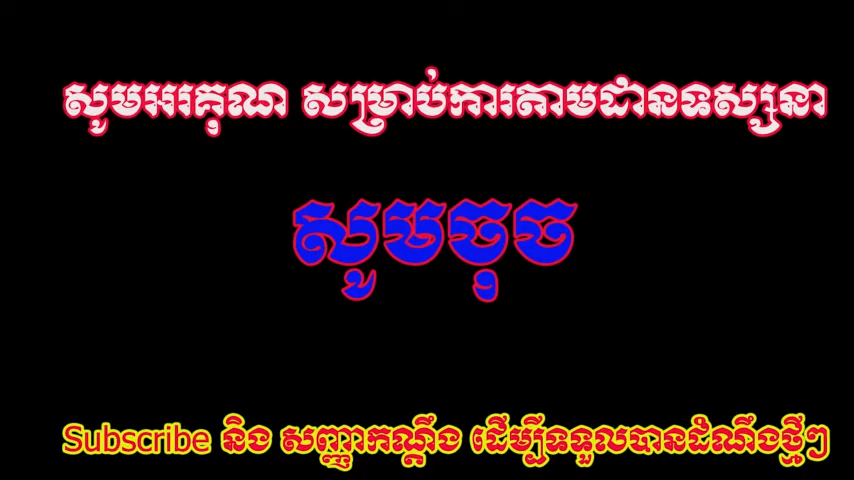 សូមអរគុណ សម្រាប់ការតាមដានទស្សនា
សូមចុច
Subscribe និង សញ្ញាកណ្ដឹង ដើម្បីទទួលបានដំណឹងថ្មីៗ